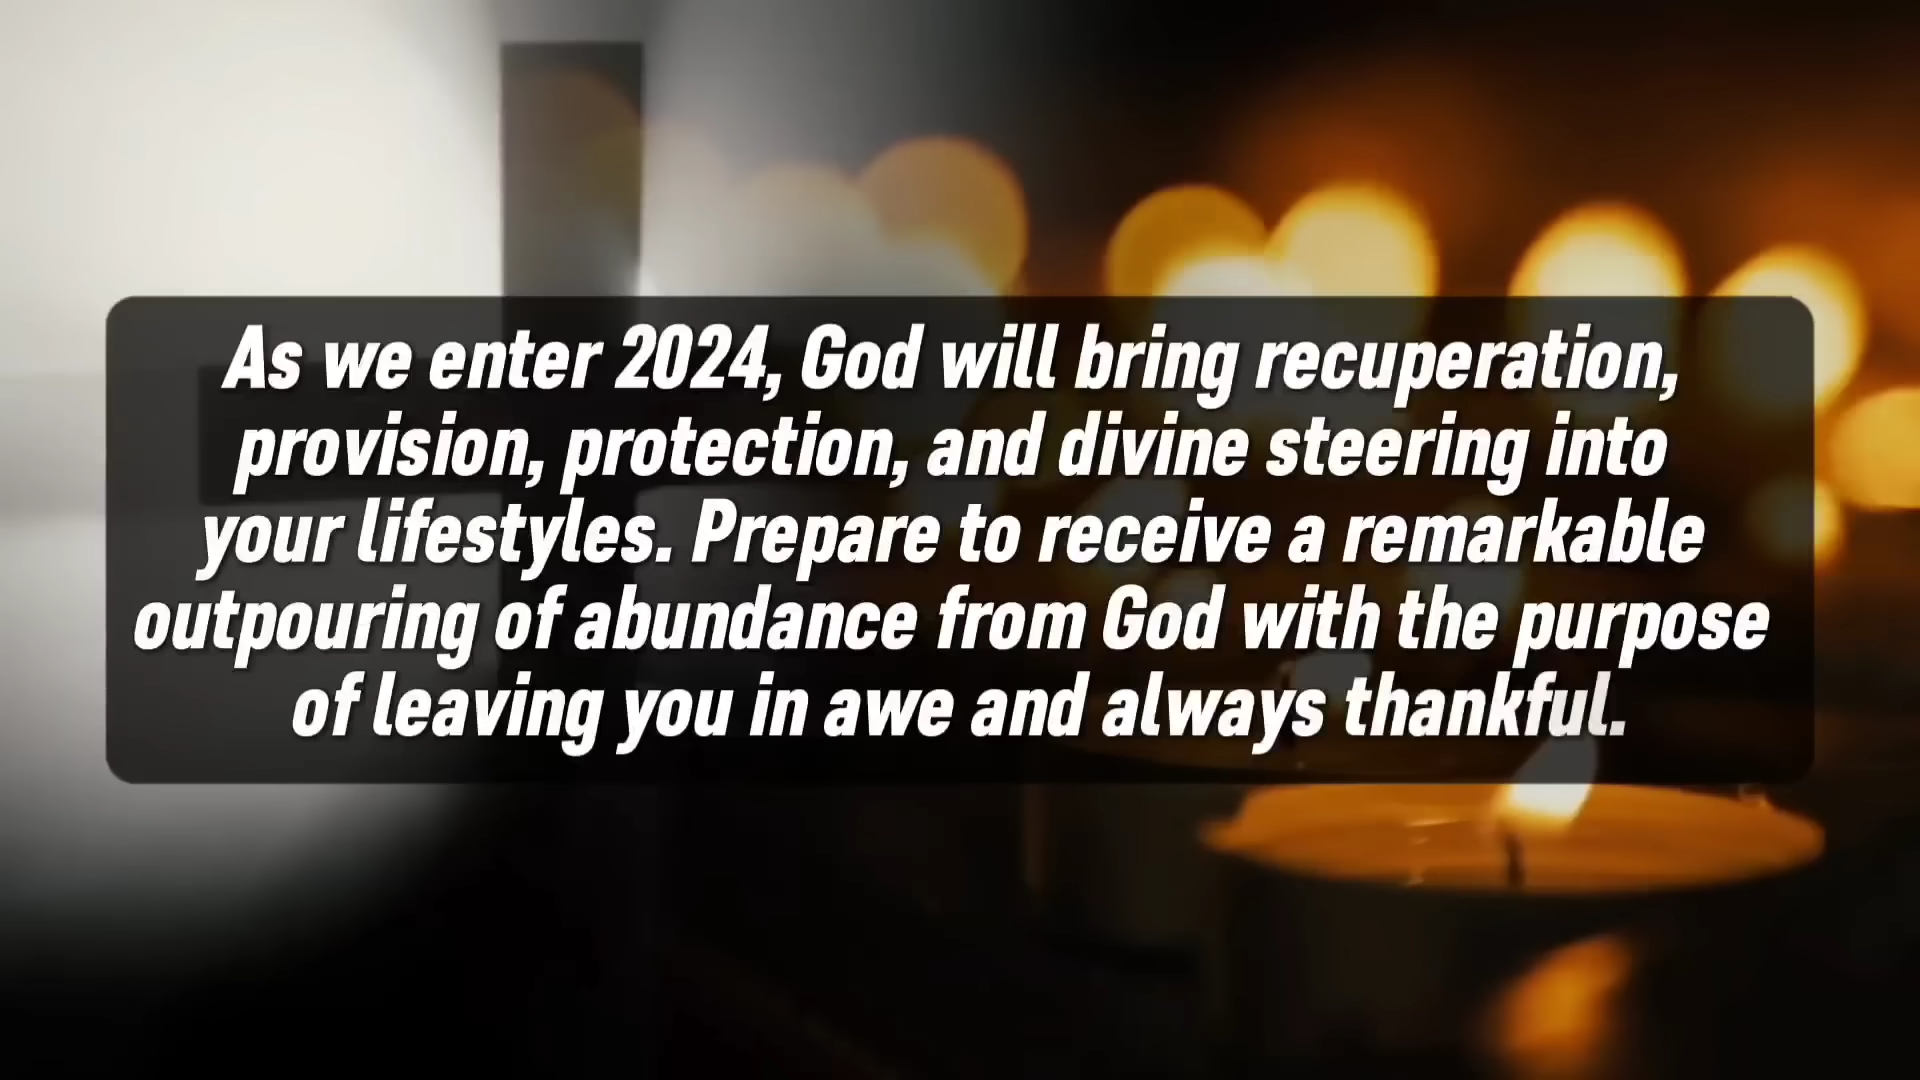 As we enter 2024, God will bring recuperation,
provision, protection, and divine steering into
your lifestyles. Prepare to receive a remarkable
outpouring of abundance from God with the purpose
of leaving you in awe and always thankful.